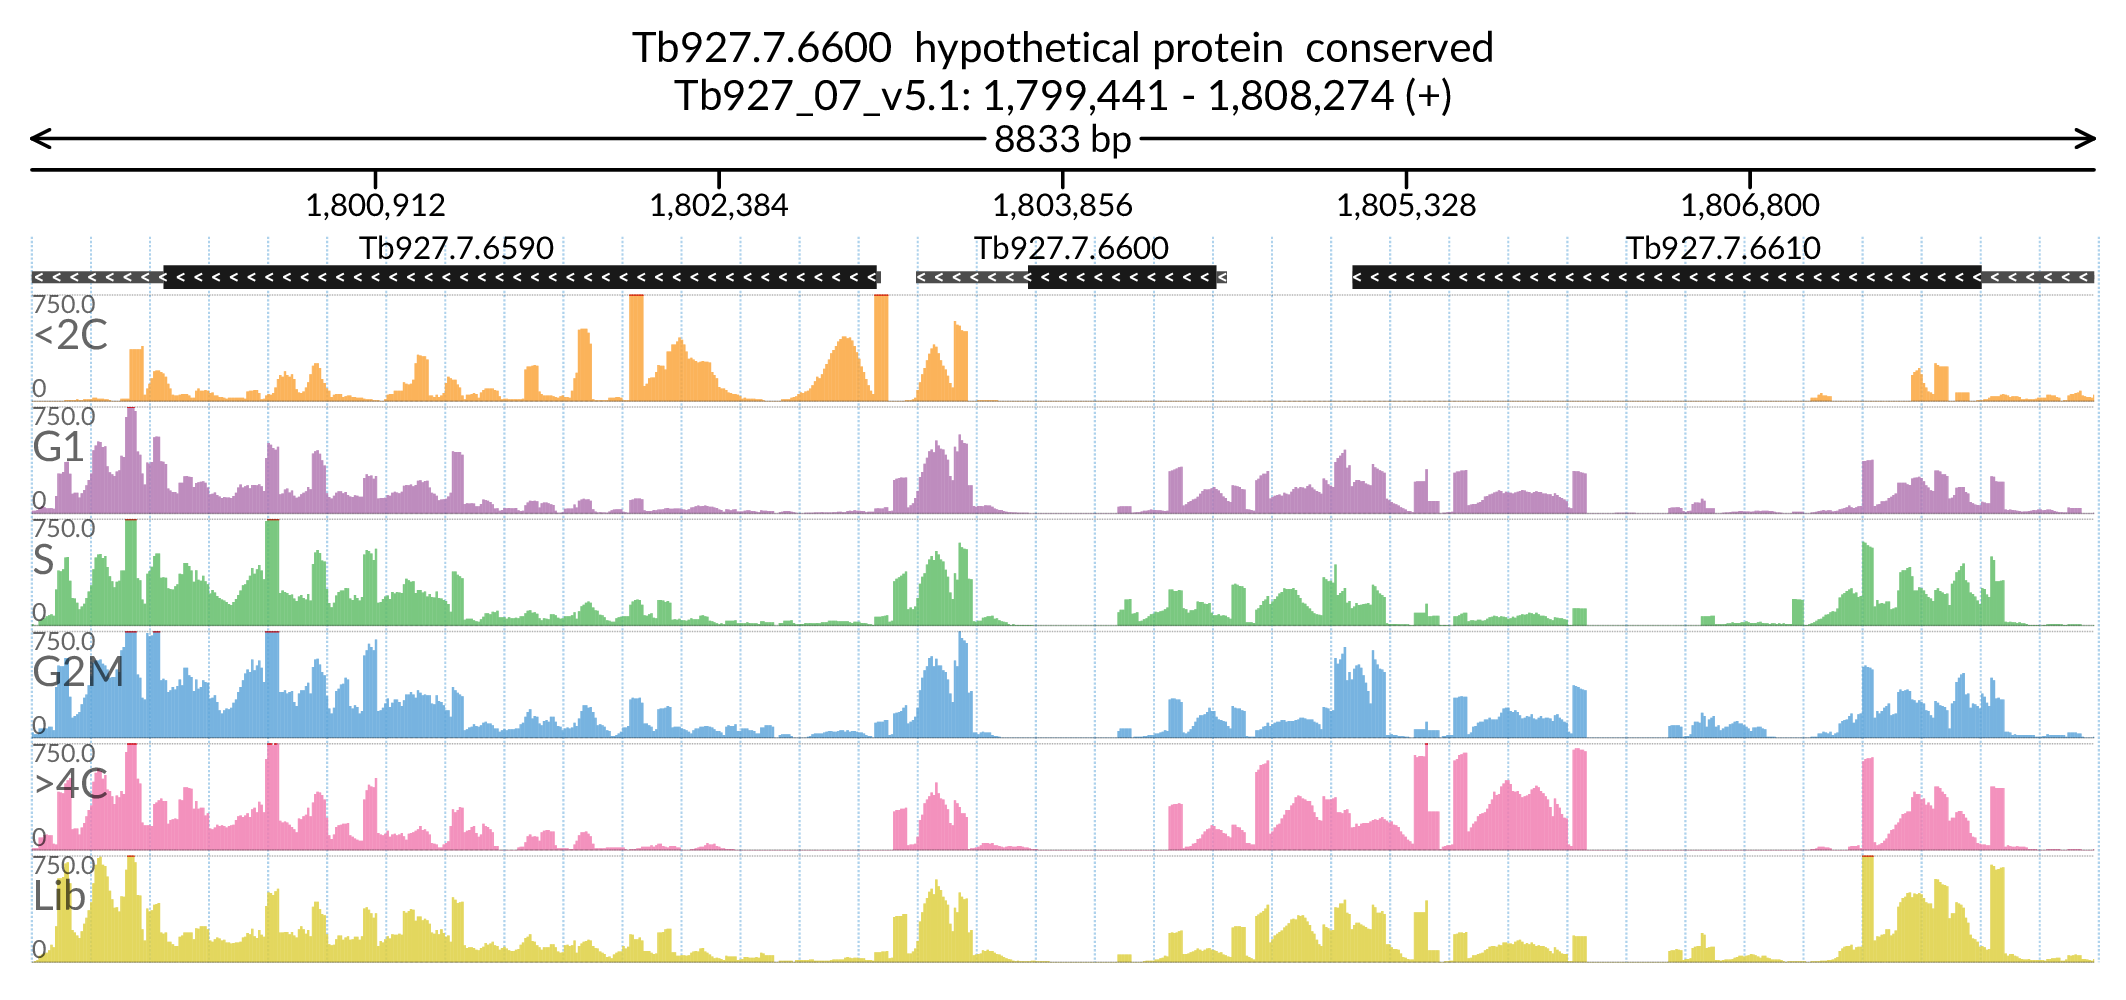 Tb927.7.6600 hypothetical protein conserved
Tb927_07_v5.1: 1,799,441 - 1,808,274 (+)
8833 bp
1,800,912 1,802,384 1,803,856 1,805,328 1,806,800
Tb927.7.6590 Tb927.7.6600 Tb927.7.6610
750.0
<2C
0
750.0
G1
0
750.0
S
0
750.0
G2M
0
750.0
>4C
0
750.0
Lib
0